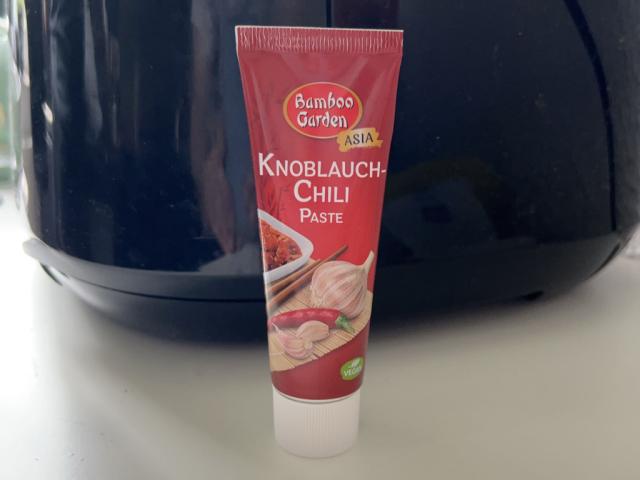 Bamboo
Garden
ASIA
KNOBLAUCH-
CHILI
PASTE
VEGAN